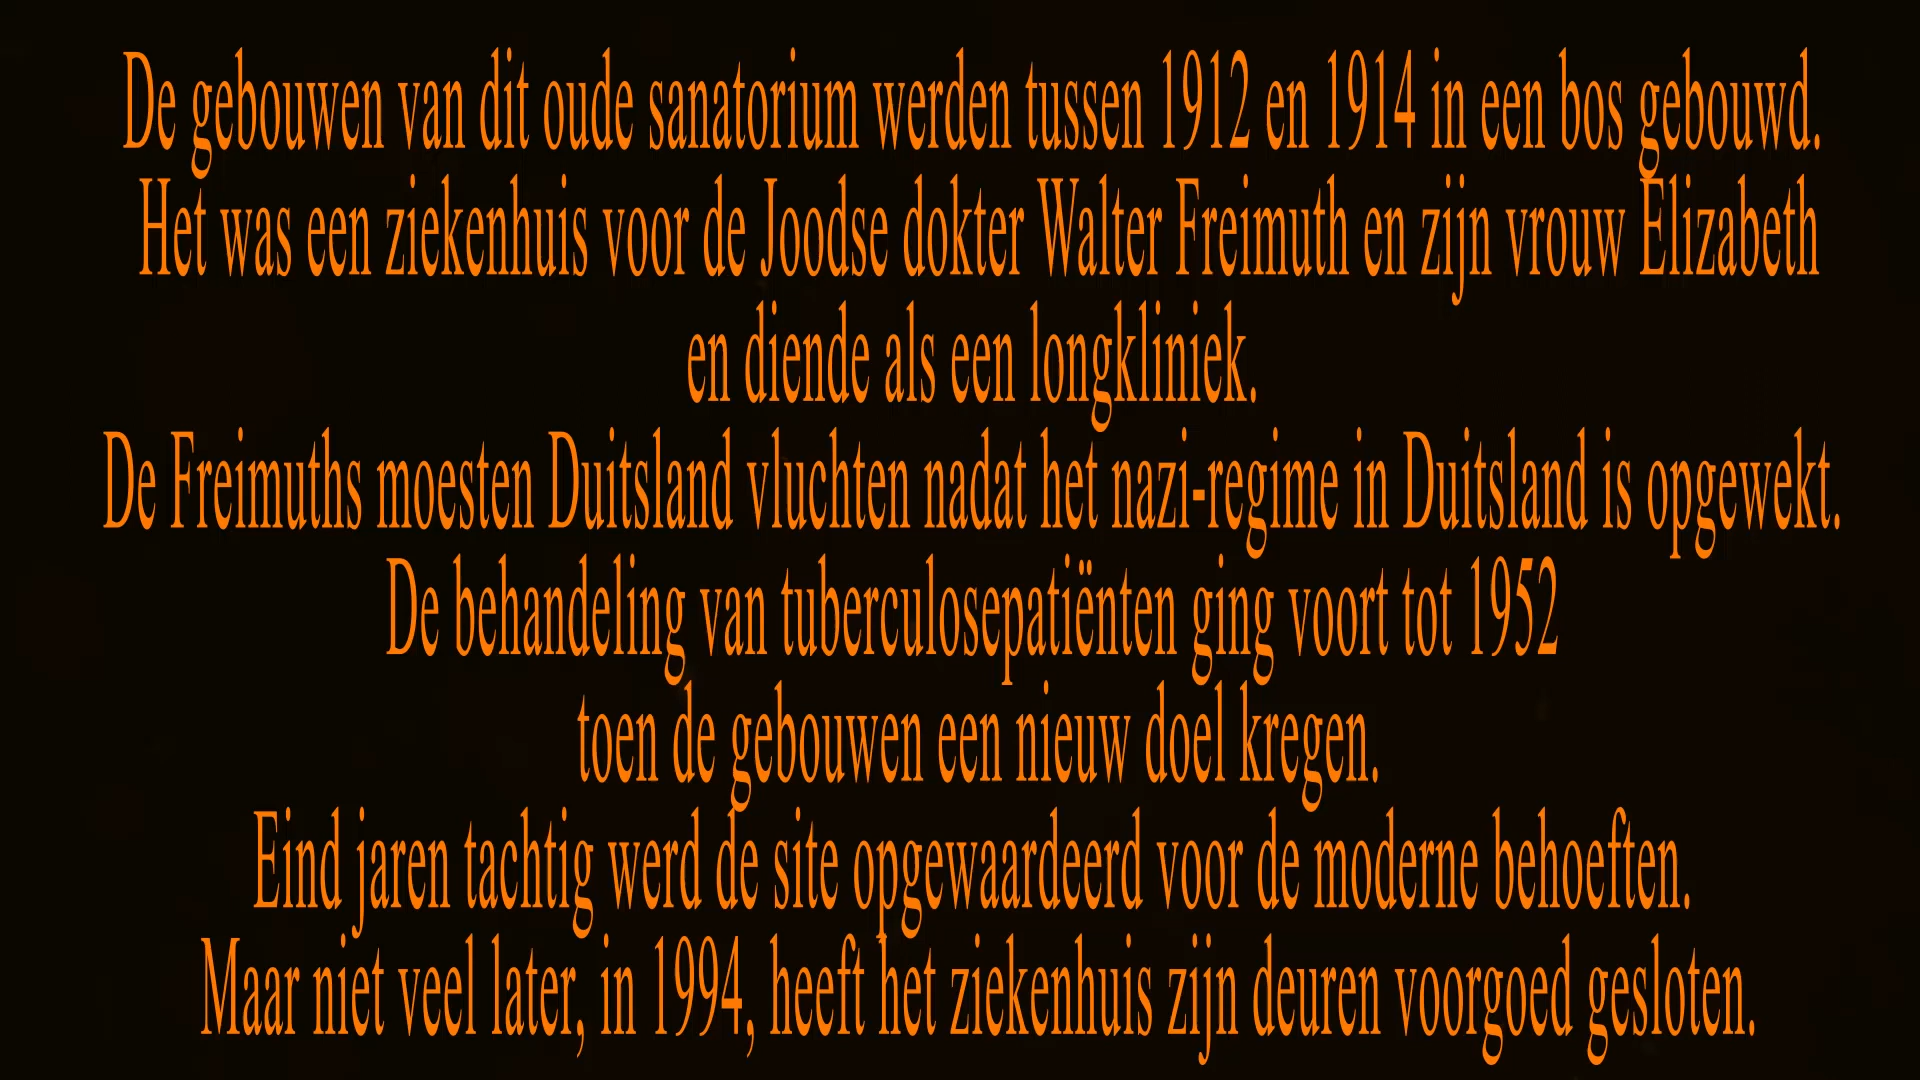 De gebouwen van dit oude sanatorium werden tussen 1912 en 1914 in een bos gebouwd.
Het was een ziekenhuis voor de Joodse dokter Walter Freimuth en zijn vrouw Elizabeth
en diende als een longkliniek.
De Freimuths moesten Duitsland vluchten nadat het nazi-regime in Duitsland is opgewekt.
De behandeling van tuberculosepatiënten ging voort tot 1952
toen de gebouwen een nieuw doel kregen.
Eind jaren tachtig werd de site opgewaardeerd voor de moderne behoeften.
Maar niet veel later, in 1994, heeft het ziekenhuis zijn deuren voorgoed gesloten.